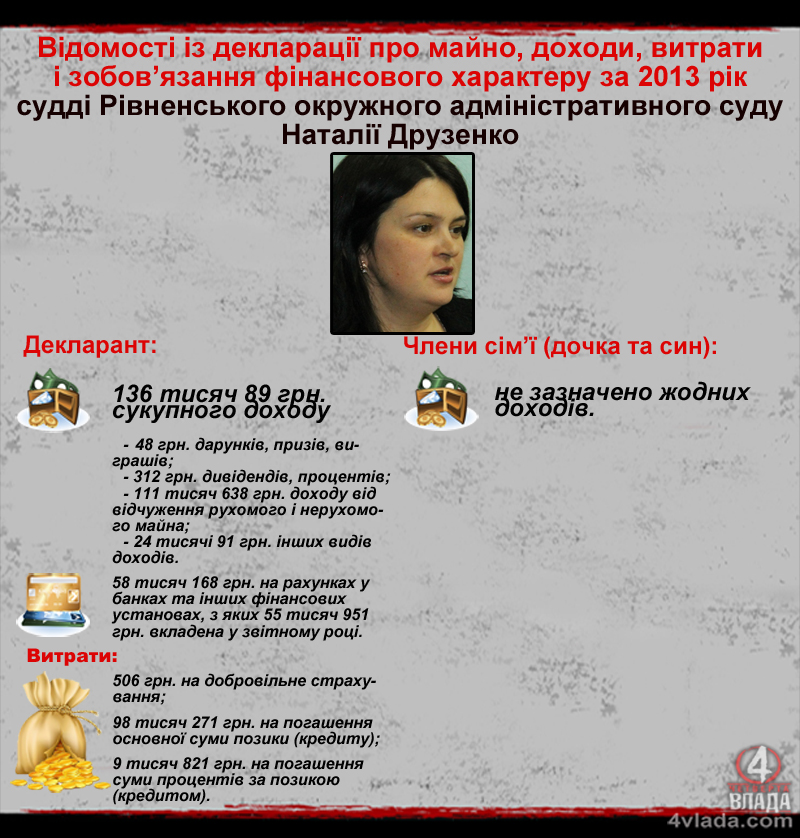 Відомості із декларації про майно, доходи, витрати
і зобов’язання фінансового характеру за 2013 рік
судді Рівненського окружного адміністративного суду
Наталії Друзенко
Декларант:
136 тисяч 89 грн.
сукупного доходу
- 48 грн. дарунків, призів, ви-
грашів;
- 312 грн. дивідендів, процентів;
- 111 тисяч 638 грн. доходу від
відчуження рухомого і нерухомо-
го майна;
- 24 тисячі 91 грн. інших видів
доходів.
58 тисяч 168 грн. на рахунках у
банках та інших фінансових
установах, з яких 55 тисяч 951
грн. вкладена у звітному році.
Витрати:
506 грн. на добровільне страху-
вання;
98 тисяч 271 грн. на погашення
основної суми позики (кредиту);
9 тисяч 821 грн. на погашення
суми процентів за позикою
(кредитом).
Члени сім’ї (дочка та син):
не зазначено жодних
доходів.
4
ВЛАДА
4vlada.com